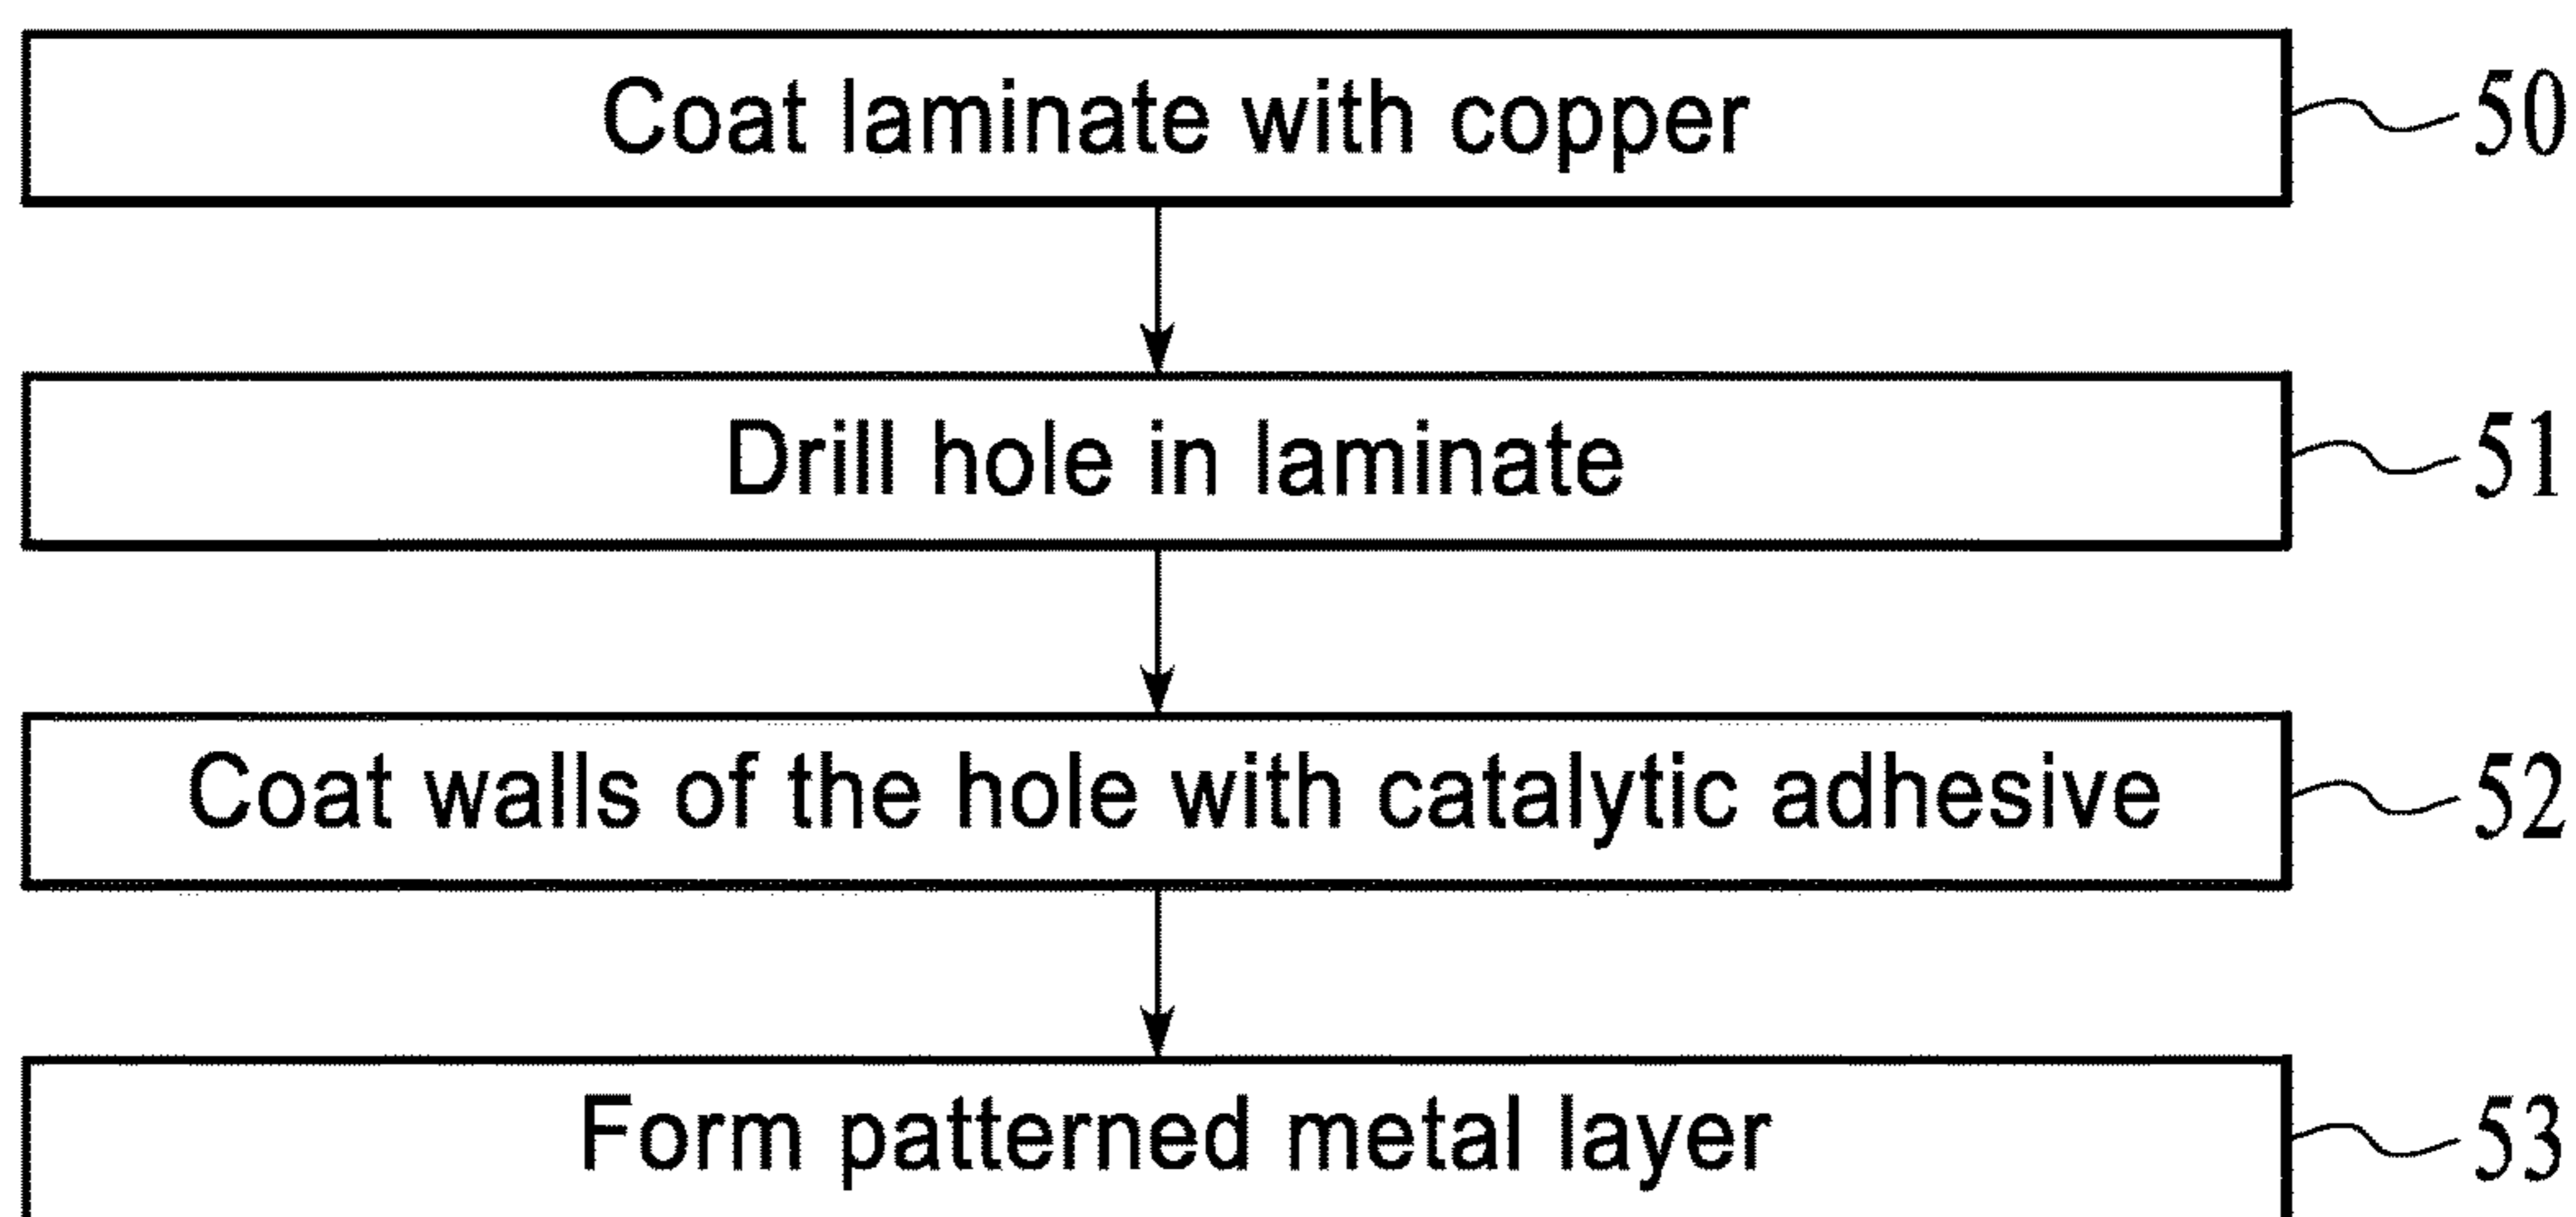 Coat laminate with copper 50
Drill hole in laminate 51
Coat walls of the hole with catalytic adhesive 52
Form patterned metal layer 53